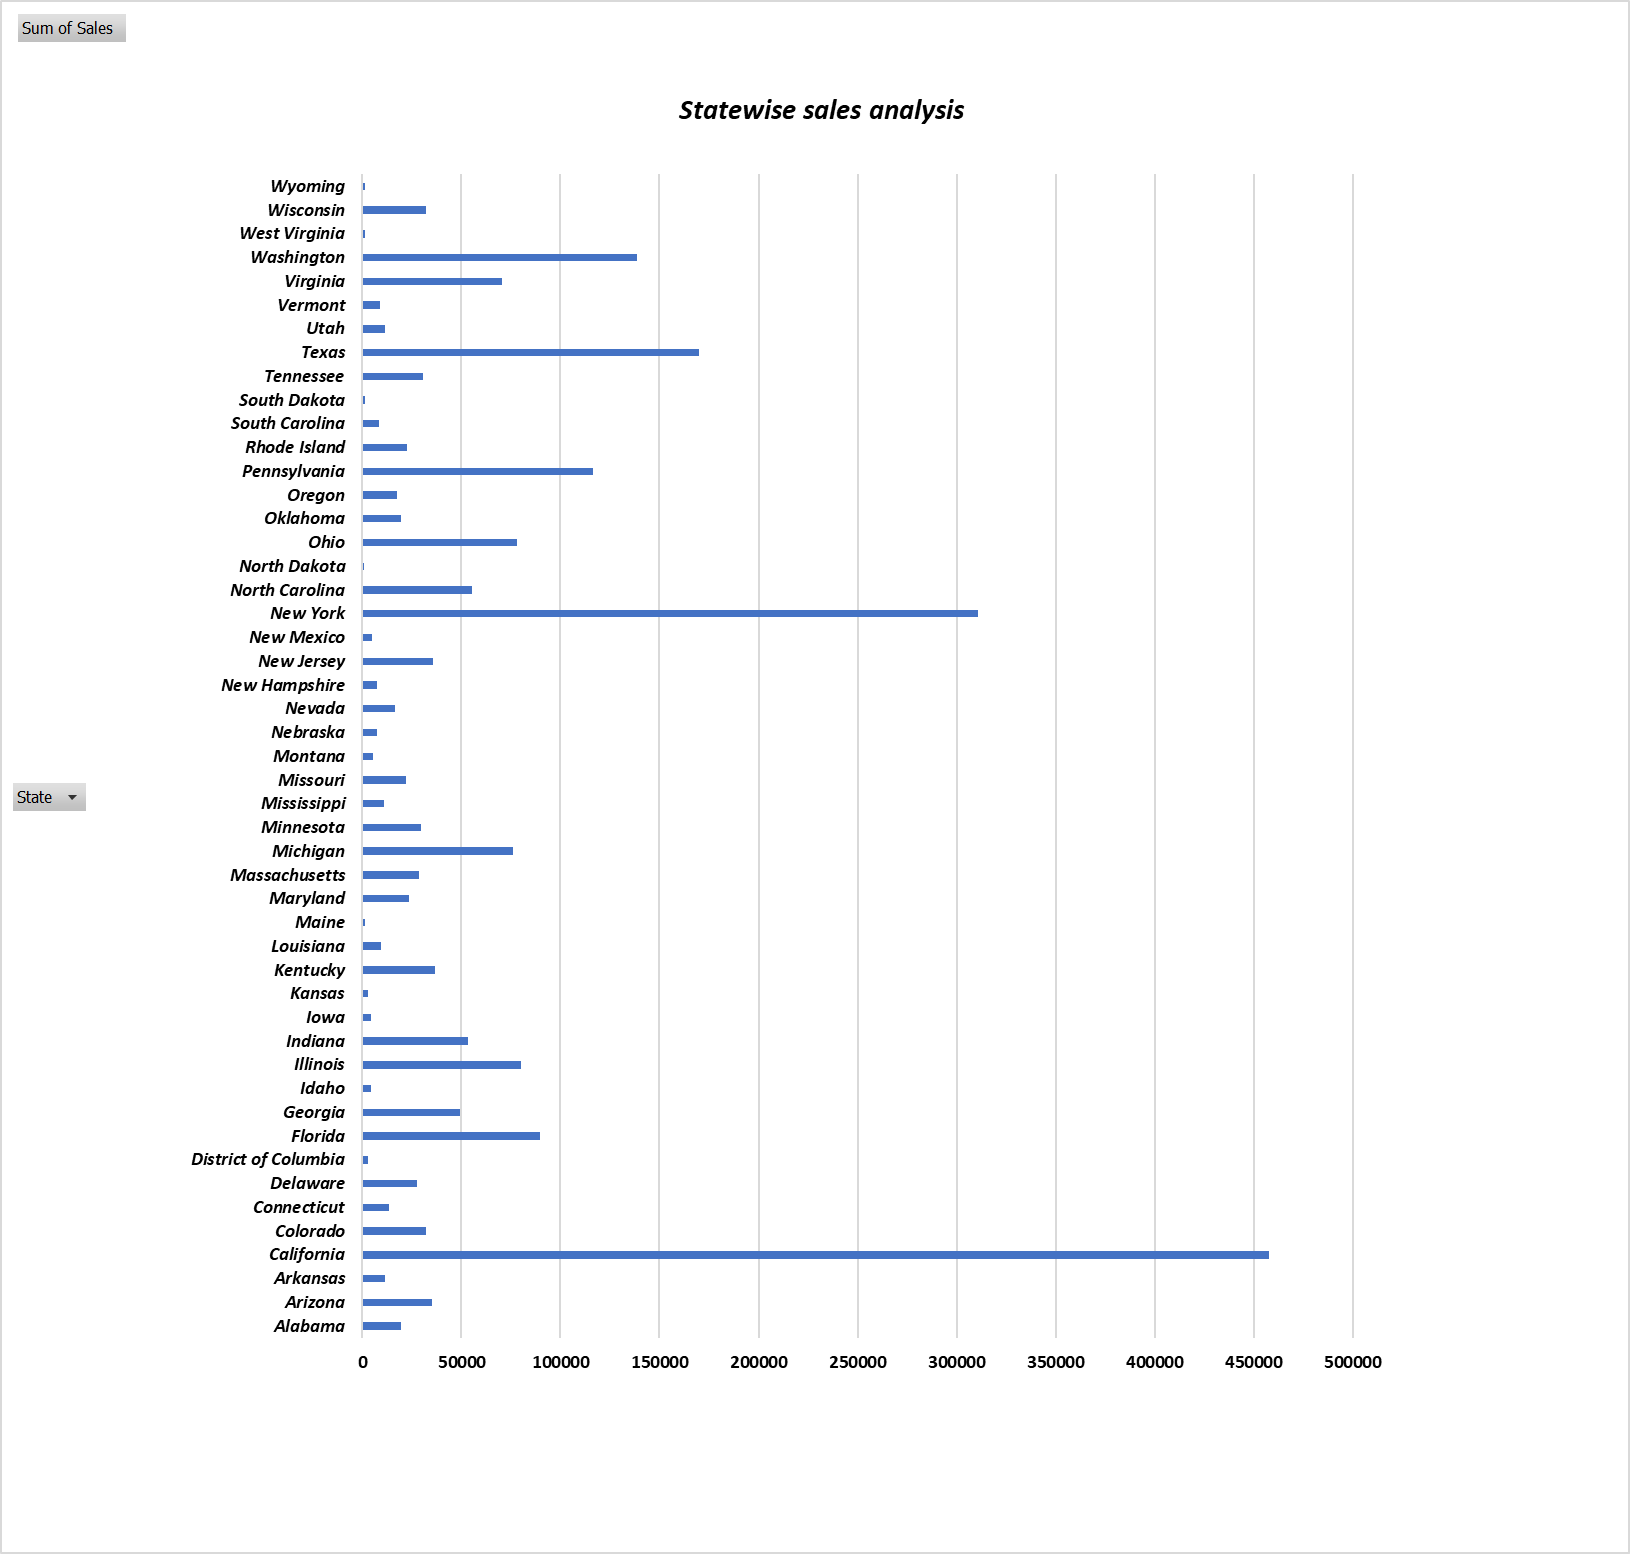 Sum of Sales
Statewise sales analysis
Wyoming
Wisconsin
West Virginia
Washington
Virginia
Vermont
Utah
Texas
Tennessee
South Dakota
South Carolina
Rhode Island
Pennsylvania
Oregon
Oklahoma
Ohio
North Dakota
North Carolina
New York
New Mexico
New Jersey
New Hampshire
Nevada
Nebraska
Montana
Missouri
State
Mississippi
Minnesota
Michigan
Massachusetts
Maryland
Maine
Louisiana
Kentucky
Kansas
Iowa
Indiana
Illinois
Idaho
Georgia
Florida
District of Columbia
Delaware
Connecticut
Colorado
California
Arkansas
Arizona
Alabama
0 50000 100000 150000 200000 250000 300000 350000 400000 450000 500000